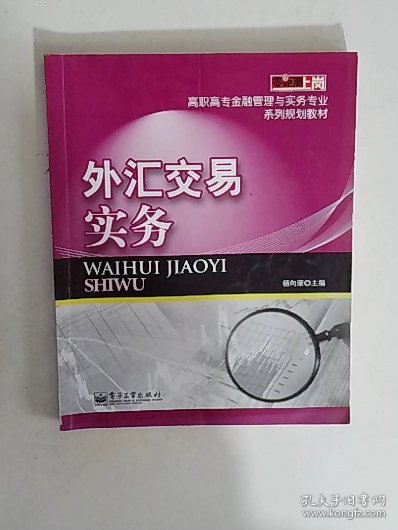 上岗
高职高专金融管理与实务专业
系列规划教材
外汇交易
实务
WAIHUI JIAOYI
SHIWU
杨向荣●主编
电子工业出版社
孔夫子旧书网
www.kongfz.com